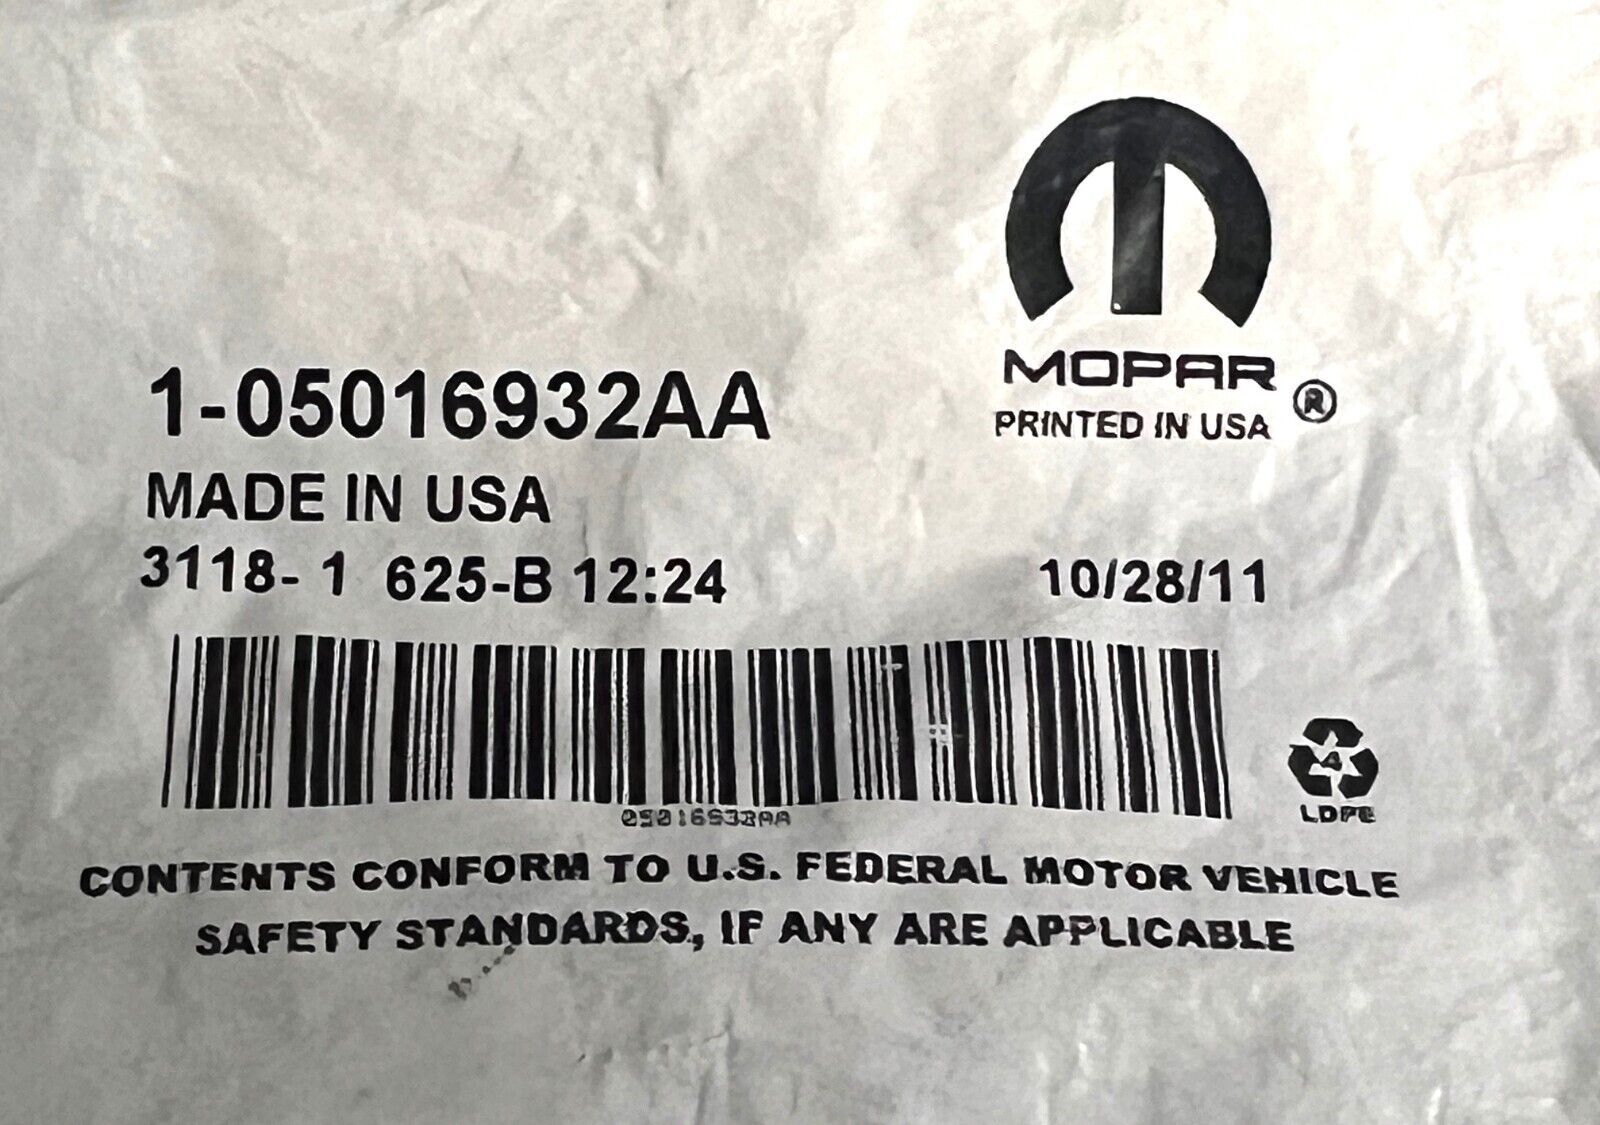 MOPAR ®
PRINTED IN USA
1-05016932AA
MADE IN USA
3118- 1 625-B 12:24 10/28/11
05016932AA
4
LDPE
CONTENTS CONFORM TO U.S. FEDERAL MOTOR VEHICLE
SAFETY STANDARDS, IF ANY ARE APPLICABLE